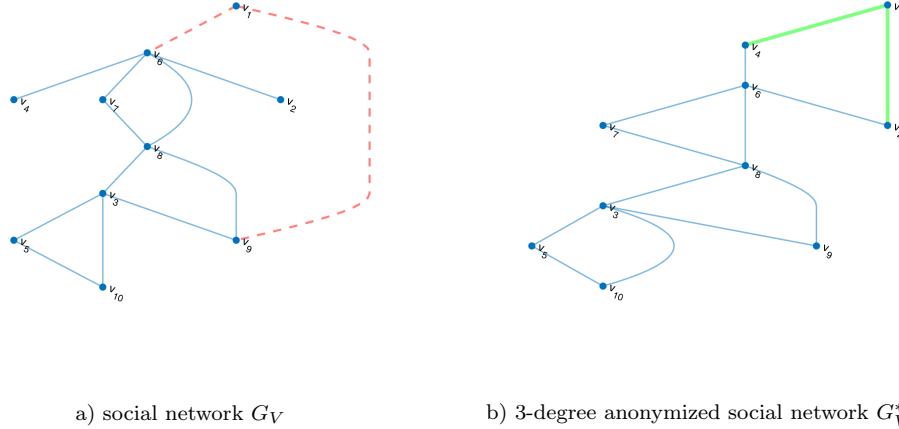 v1
v6
v4
v7
v2
v8
v3
v5
v9
v10
a) social network G_V
v
v4
v6
v7
v8
v3
v5
v9
v10
b) 3-degree anonymized social network G*_V